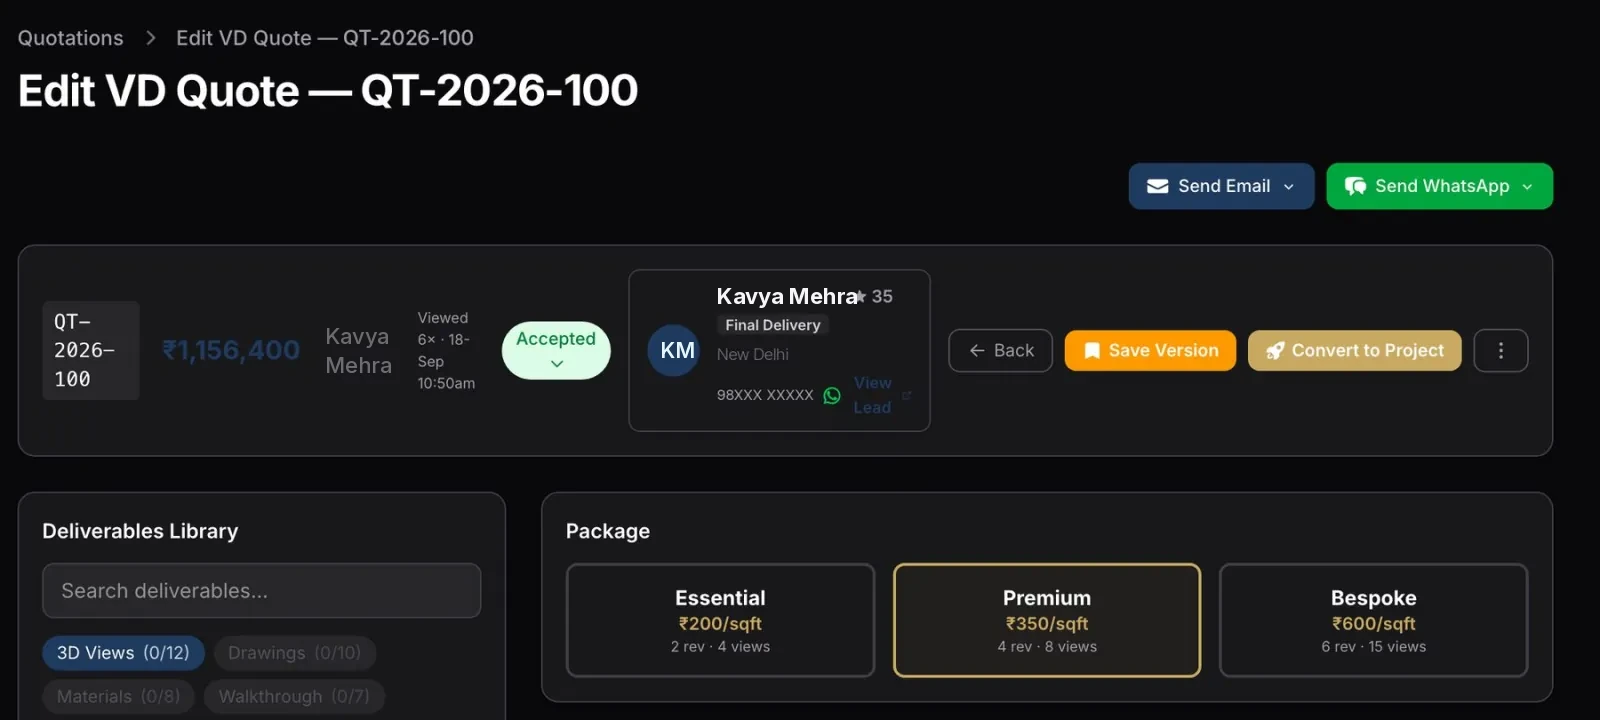 Quotations > Edit VD Quote — QT-2026-100
Edit VD Quote — QT-2026-100
Send Email
Send WhatsApp
QT-
2026-
100
₹1,156,400
Kavya
Mehra
Viewed
6× · 18-
Sep
10:50am
Accepted
KM
Kavya Mehra ★ 35
Final Delivery
New Delhi
98XXX XXXXX
View
Lead
← Back
Save Version
Convert to Project
Deliverables Library
Search deliverables...
3D Views (0/12)
Drawings (0/10)
Materials (0/8)
Walkthrough (0/7)
Package
Essential
₹200/sqft
2 rev · 4 views
Premium
₹350/sqft
4 rev · 8 views
Bespoke
₹600/sqft
6 rev · 15 views